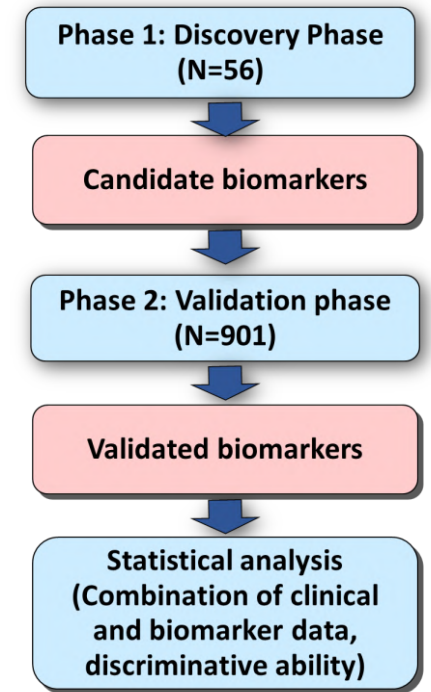 Phase 1: Discovery Phase
(N=56)
Candidate biomarkers
Phase 2: Validation phase
(N=901)
Validated biomarkers
Statistical analysis
(Combination of clinical
and biomarker data,
discriminative ability)